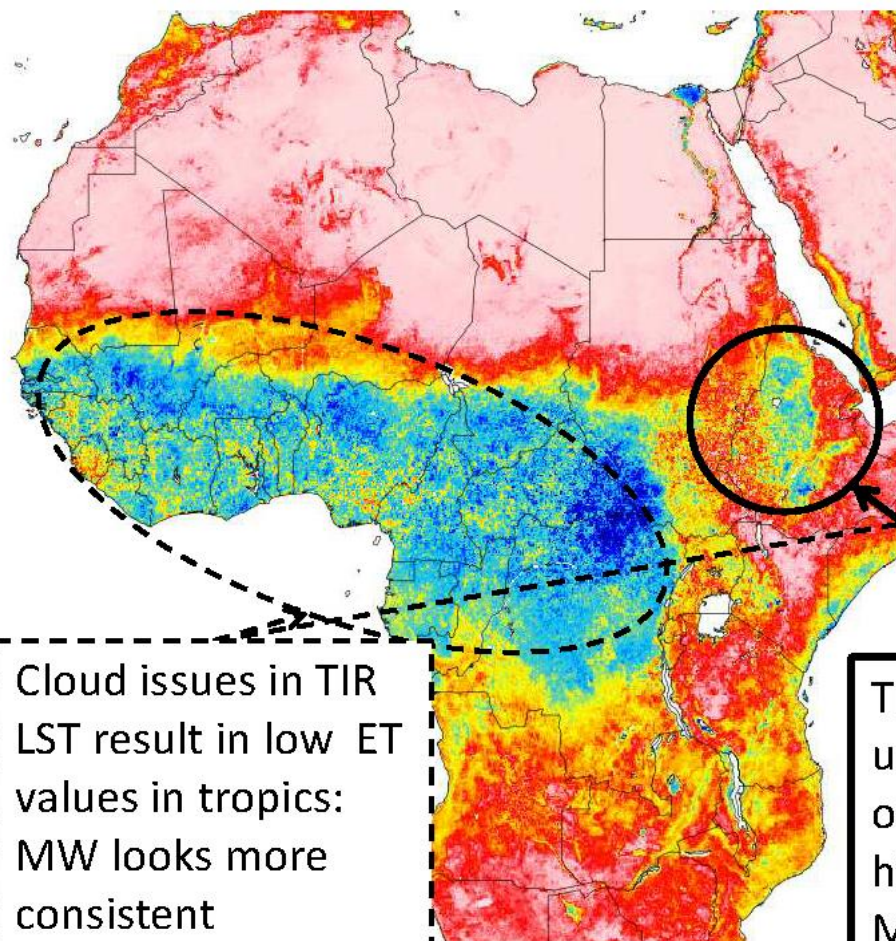 Cloud issues in TIR
LST result in low ET
values in tropics:
MW looks more
consistent